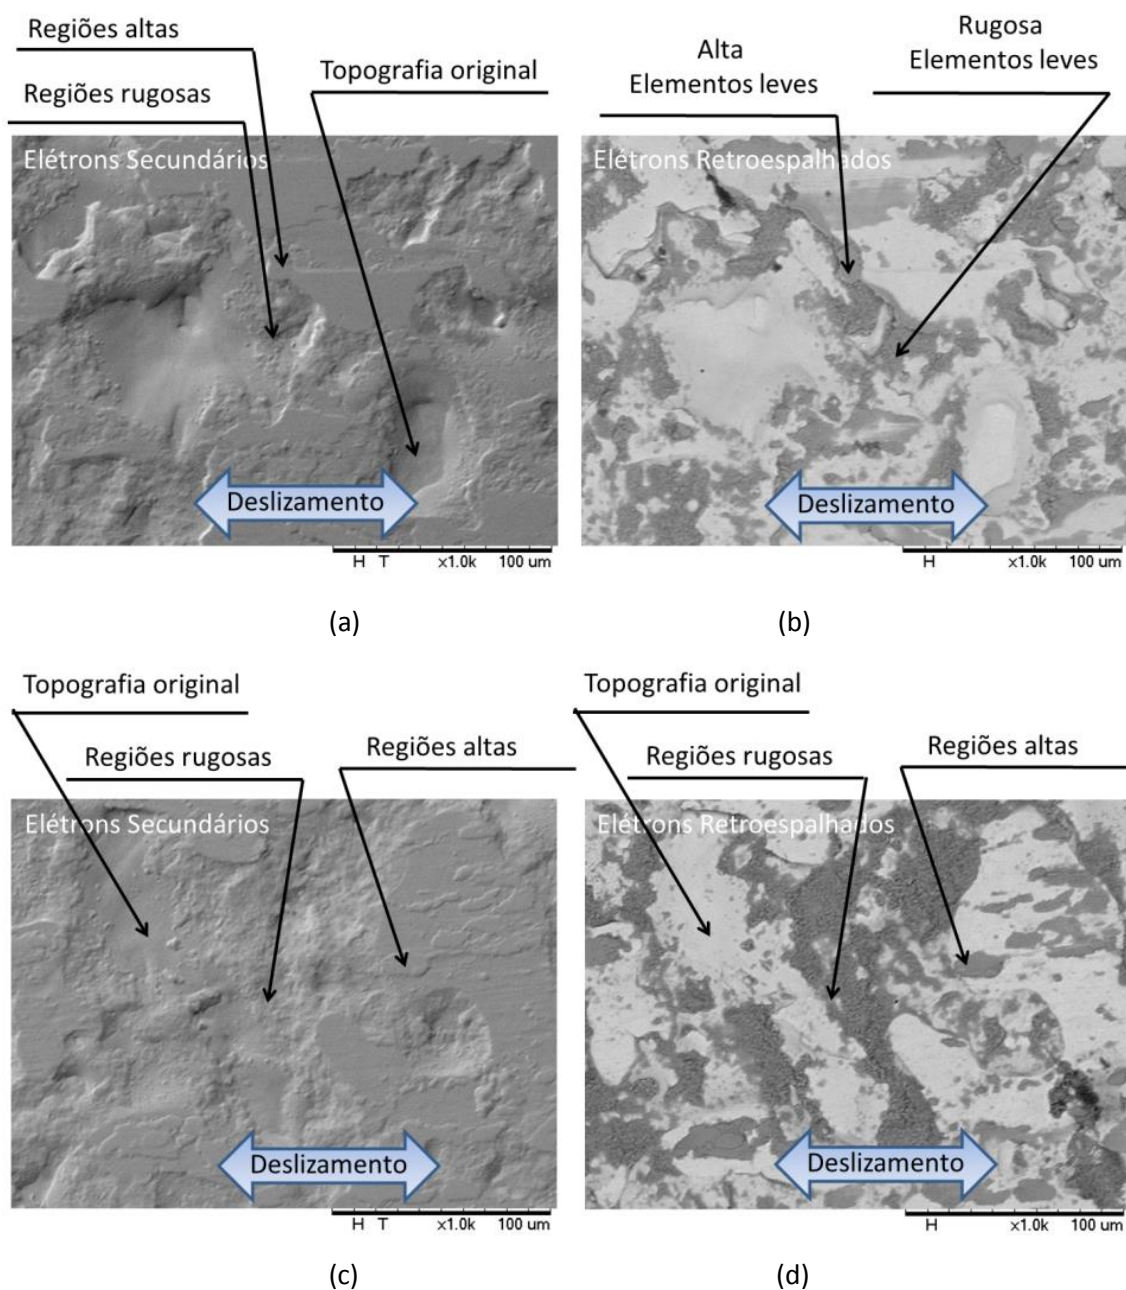 Regiões altas
Regiões rugosas
Topografia original
Elétrons Secundários
Deslizamento
H T x1.0k 100 um
(a)
Alta
Elementos leves
Rugosa
Elementos leves
Elétrons Retroespalhados
Deslizamento
H x1.0k 100 um
(b)
Topografia original
Regiões rugosas
Regiões altas
Elétrons Secundários
Deslizamento
H T x1.0k 100 um
(c)
Topografia original
Regiões rugosas
Regiões altas
Elétrons Retroespalhados
Deslizamento
H x1.0k 100 um
(d)